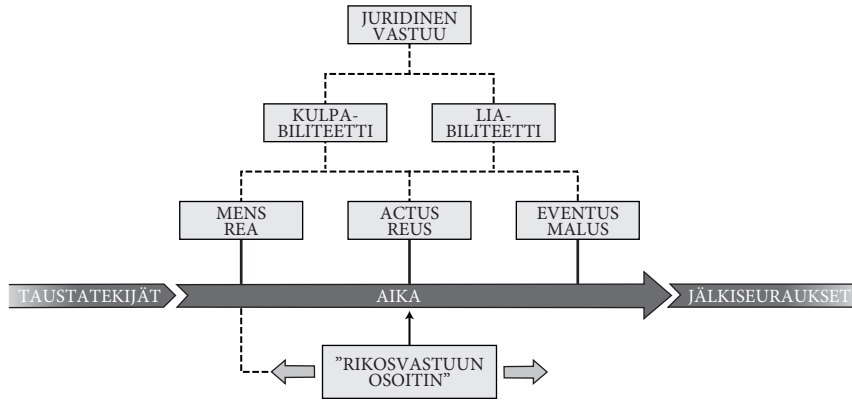 JURIDINEN
VASTUU
KULPA-
BILITEETTI
LIA-
BILITEETTI
MENS
REA
ACTUS
REUS
EVENTUS
MALUS
TAUSTATEKIJÄT
AIKA
JÄLKISEURAUKSET
”RIKOSVASTUUN
OSOITIN”